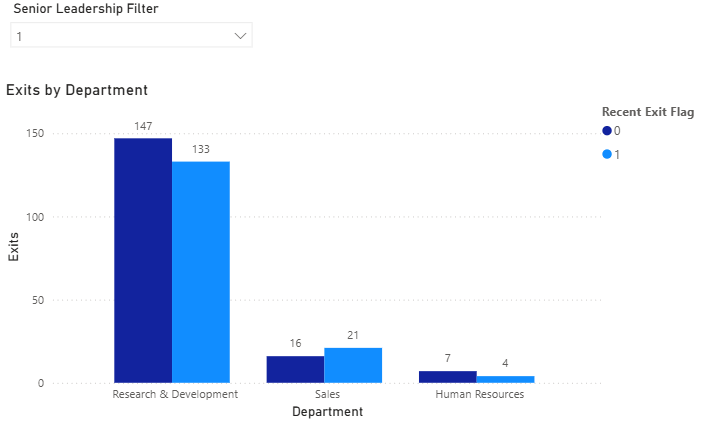 Senior Leadership Filter
1
Exits by Department
Recent Exit Flag
0
1
150
100
50
0
Exits
147
133
16
21
7
4
Research & Development
Sales
Human Resources
Department